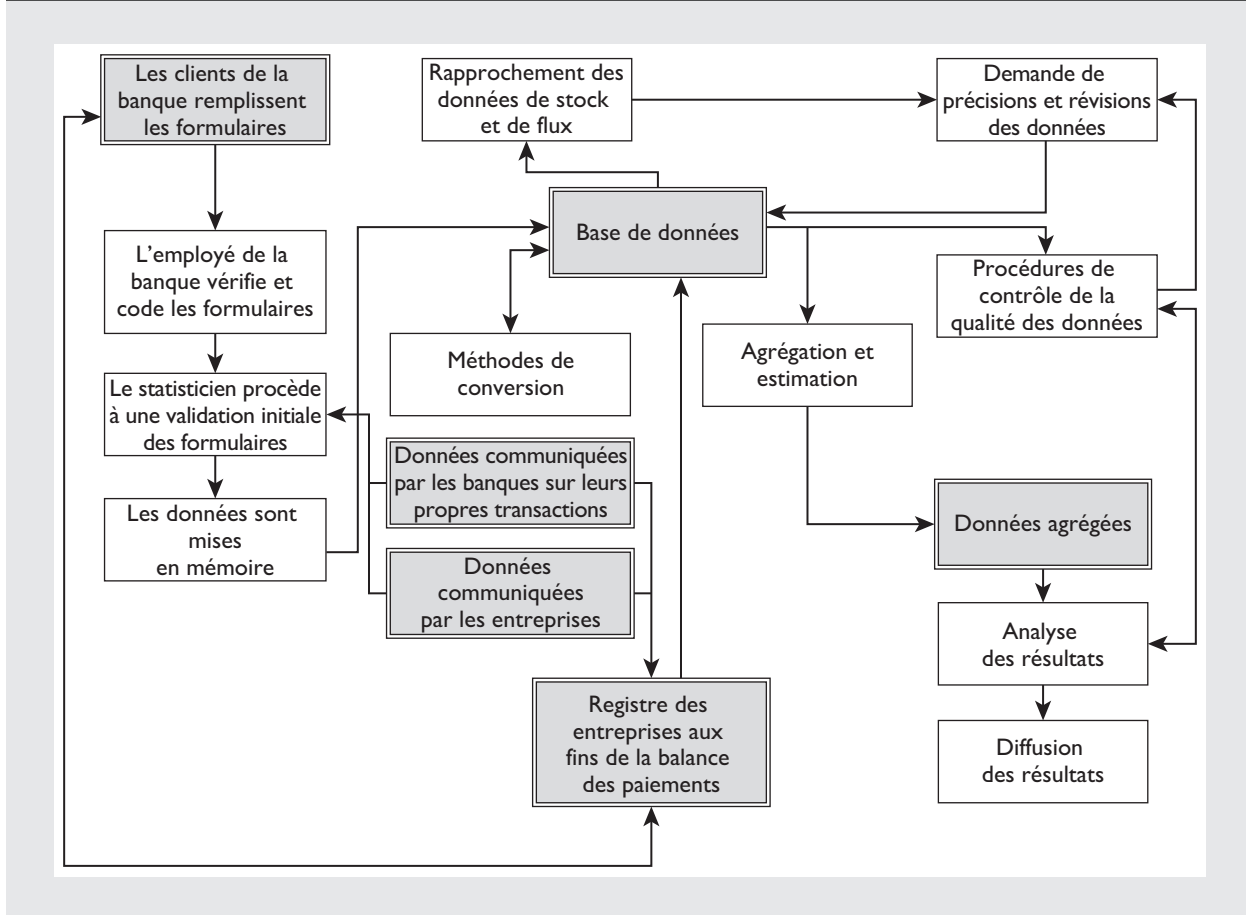 Les clients de la
banque remplissent
les formulaires
Rapprochement des
données de stock
et de flux
Demande de
précisions et révisions
des données
Base de données
L'employé de la
banque vérifie et
code les formulaires
Procédures de
contrôle de la
qualité des données
Méthodes de
conversion
Agrégation et
estimation
Le statisticien procède
à une validation initiale
des formulaires
Données communiquées
par les banques sur leurs
propres transactions
Les données sont
mises
en mémoire
Données agrégées
Données
communiquées
par les entreprises
Analyse
des résultats
Registre des
entreprises aux
fins de la balance
des paiements
Diffusion
des résultats